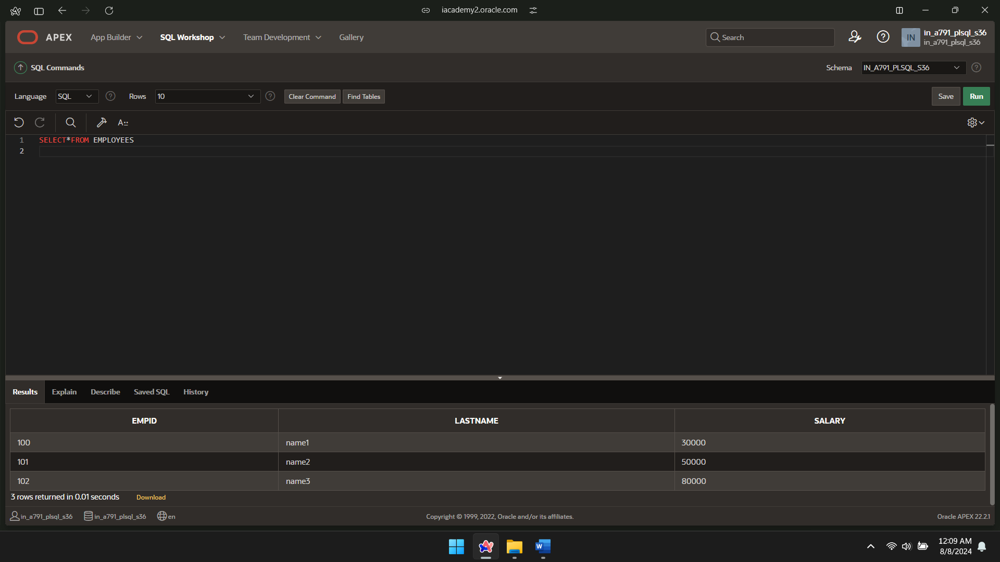 iacademy2.oracle.com
APEX App Builder SQL Workshop Team Development Gallery Search IN in_a791_plsql_s36
in_a791_plsql_s36
SQL Commands Schema IN_A791_PLSQL_S36
Language SQL Rows 10 Clear Command Find Tables Save Run
A::
1 SELECT*FROM EMPLOYEES
2
Results Explain Describe Saved SQL History
EMPID LASTNAME SALARY
100 name1 30000
101 name2 50000
102 name3 80000
3 rows returned in 0.01 seconds Download
in_a791_plsql_s36 in_a791_plsql_s36 en Copyright © 1999, 2022, Oracle and/or its affiliates. Oracle APEX 22.2.1
W 12:09 AM
8/8/2024